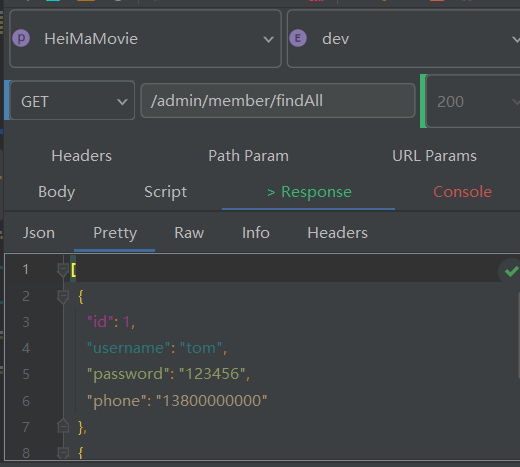 p HeiMaMovie E dev
GET /admin/member/findAll 200
Headers Path Param URL Params
Body Script > Response Console
Json Pretty Raw Info Headers
1 [
2 {
3 "id": 1,
4 "username": "tom",
5 "password": "123456",
6 "phone": "13800000000"
7 },
8 {